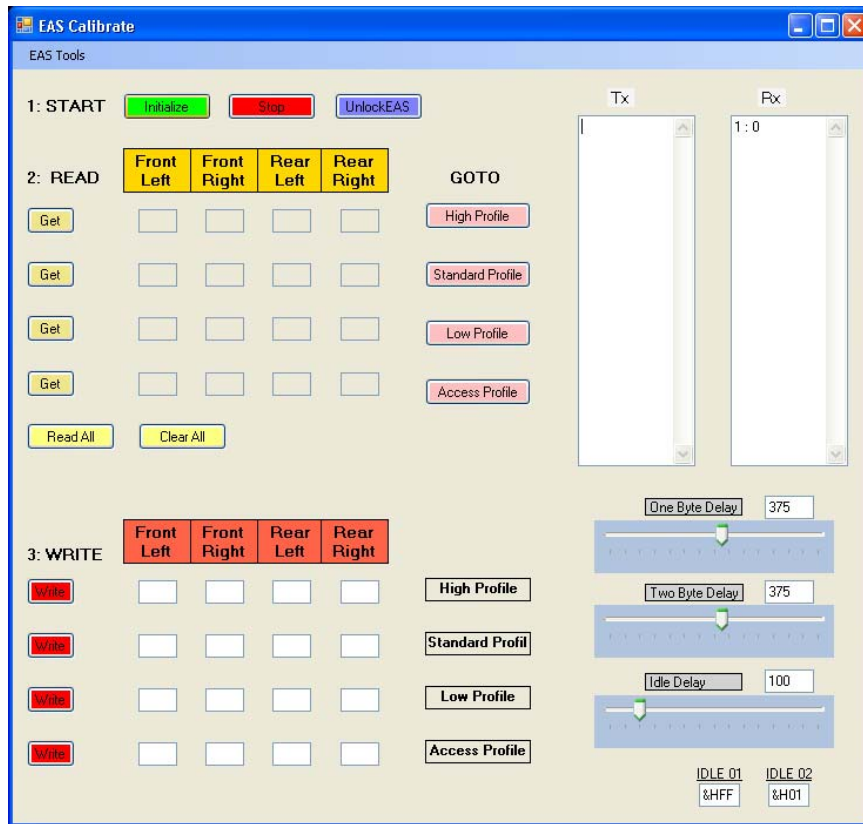 EAS Calibrate
EAS Tools
1: START Initialize Stop UnlockEAS
Tx Rx
1 : 0
2: READ Front Left Front Right Rear Left Rear Right GOTO
Get High Profile
Get Standard Profile
Get Low Profile
Get Access Profile
Read All Clear All
One Byte Delay 375
3: WRITE Front Left Front Right Rear Left Rear Right
Write High Profile
Two Byte Delay 375
Write Standard Profil
Write Low Profile
Idle Delay 100
Write Access Profile
IDLE 01 IDLE 02
&HFF &H01